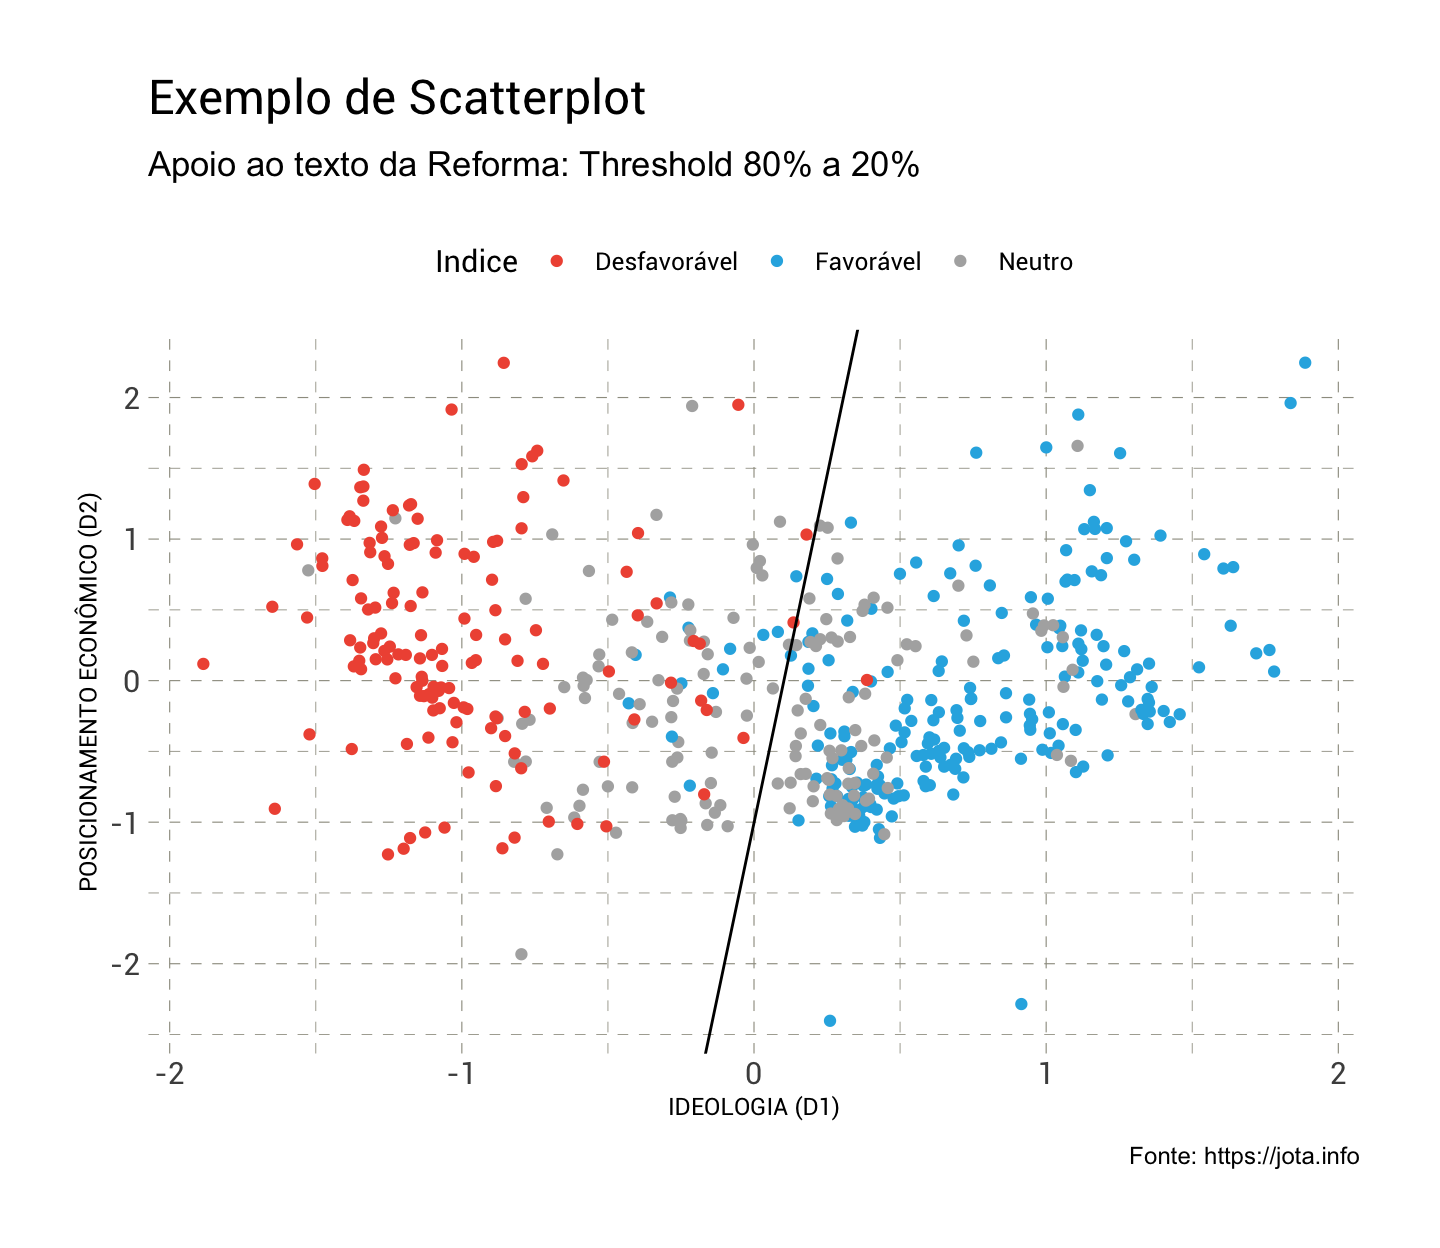 Exemplo de Scatterplot
Apoio ao texto da Reforma: Threshold 80% a 20%
Indice Desfavorável Favorável Neutro
POSICIONAMENTO ECONÔMICO (D2)
2
1
0
-1
-2
-2 -1 0 1 2
IDEOLOGIA (D1)
Fonte: https://jota.info